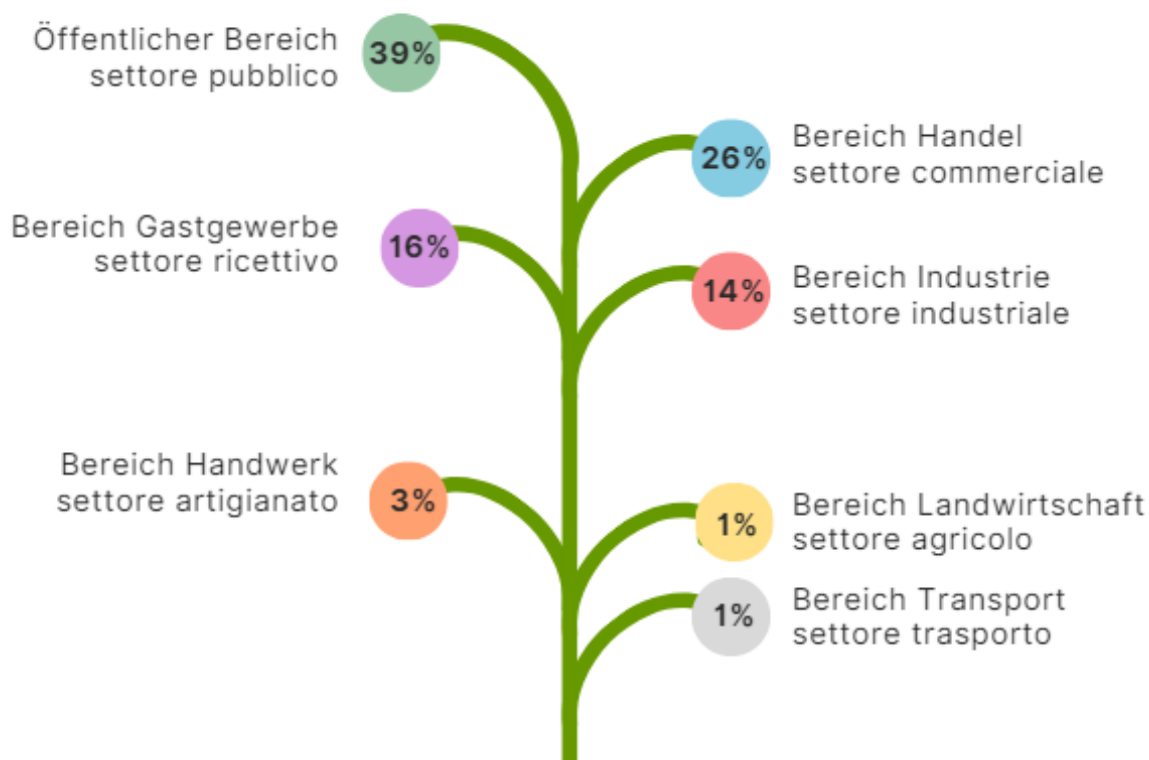 Öffentlicher Bereich
settore pubblico
39%
Bereich Handel
settore commerciale
26%
Bereich Gastgewerbe
settore ricettivo
16%
Bereich Industrie
settore industriale
14%
Bereich Handwerk
settore artigianato
3%
Bereich Landwirtschaft
settore agricolo
1%
Bereich Transport
settore trasporto
1%